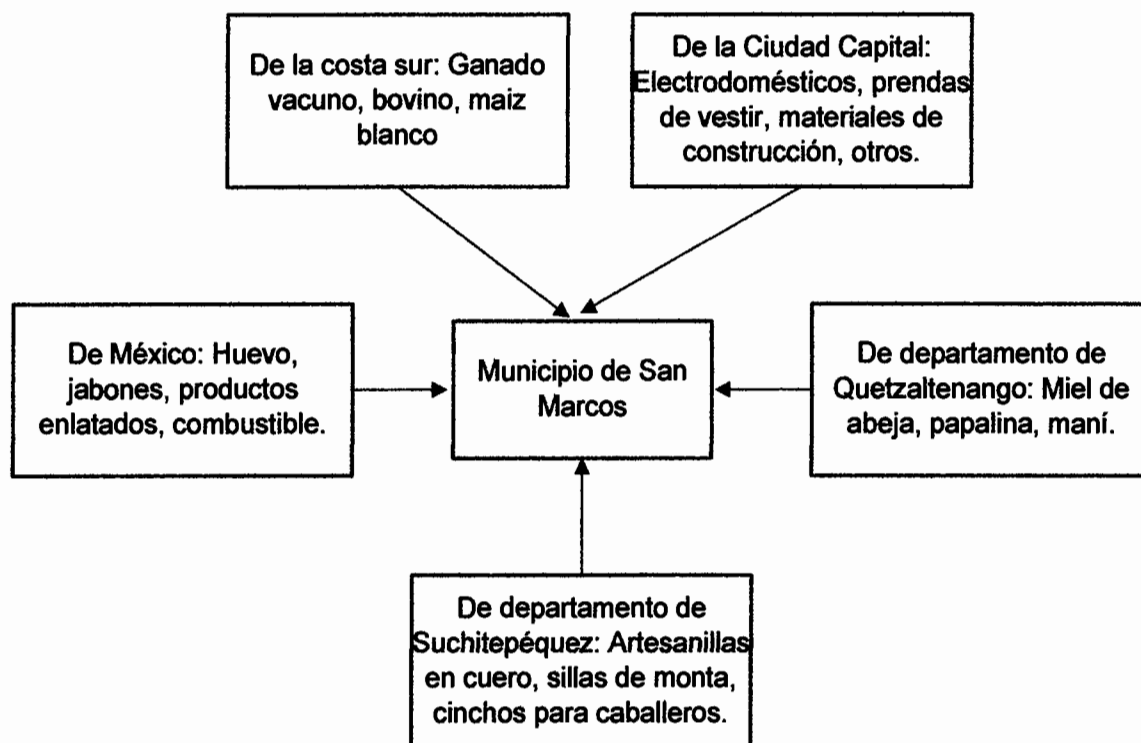 De la costa sur: Ganado
vacuno, bovino, maiz
blanco
De la Ciudad Capital:
Electrodomésticos, prendas
de vestir, materiales de
construcción, otros.
De México: Huevo,
jabones, productos
enlatados, combustible.
Municipio de San
Marcos
De departamento de
Quetzaltenango: Miel de
abeja, papalina, maní.
De departamento de
Suchitepéquez: Artesanillas
en cuero, sillas de monta,
cinchos para caballeros.